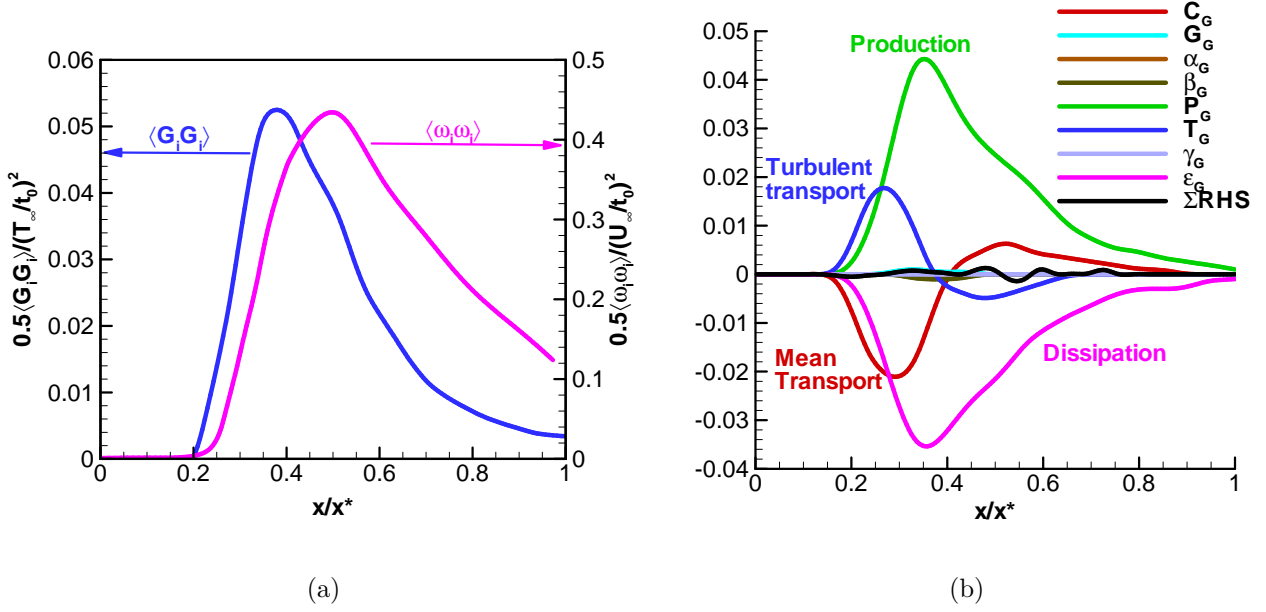 0.5⟨G_iG_i⟩/(T_∞/t_0)^2
0.06
0.05
0.04
0.03
0.02
0.01
0
⟨G_iG_i⟩
⟨ω_iω_i⟩
0.5
0.4
0.3
0.2
0.1
0
0.5⟨ω_iω_i⟩/(U_∞/t_0)^2
0 0.2 0.4 0.6 0.8 1
x/x*
(a)
0.05
0.04
0.03
0.02
0.01
0
-0.01
-0.02
-0.03
-0.04
Production
Turbulent
transport
Mean
Transport
Dissipation
C_G
G_G
α_G
β_G
P_G
T_G
γ_G
ε_G
ΣRHS
0 0.2 0.4 0.6 0.8 1
x/x*
(b)